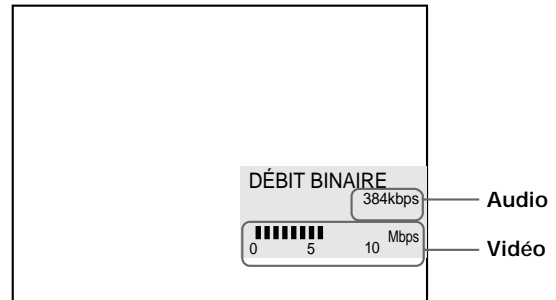 DÉBIT BINAIRE
384kbps
Audio
Mbps
0 5 10
Vidéo